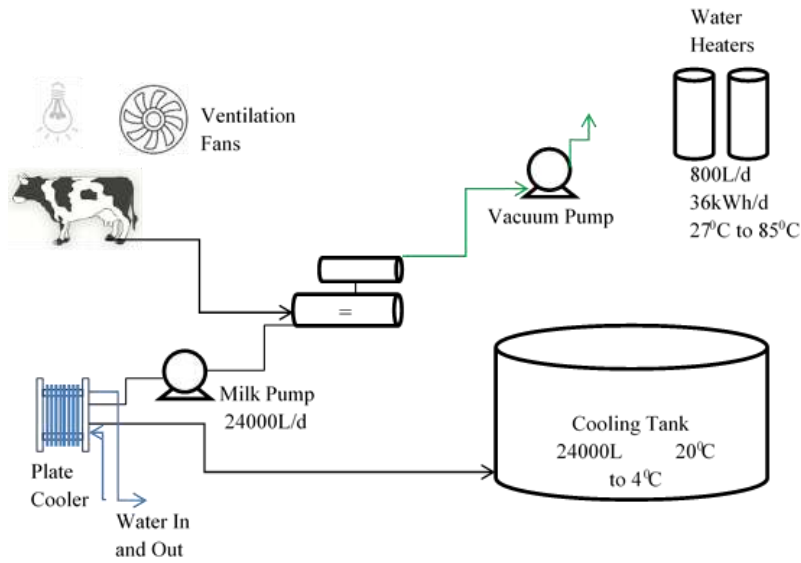 Water
Heaters
Ventilation
Fans
800L/d
36kWh/d
27⁰C to 85⁰C
Vacuum Pump
=
Milk Pump
24000L/d
Cooling Tank
24000L 20⁰C
to 4⁰C
Plate
Cooler
Water In
and Out